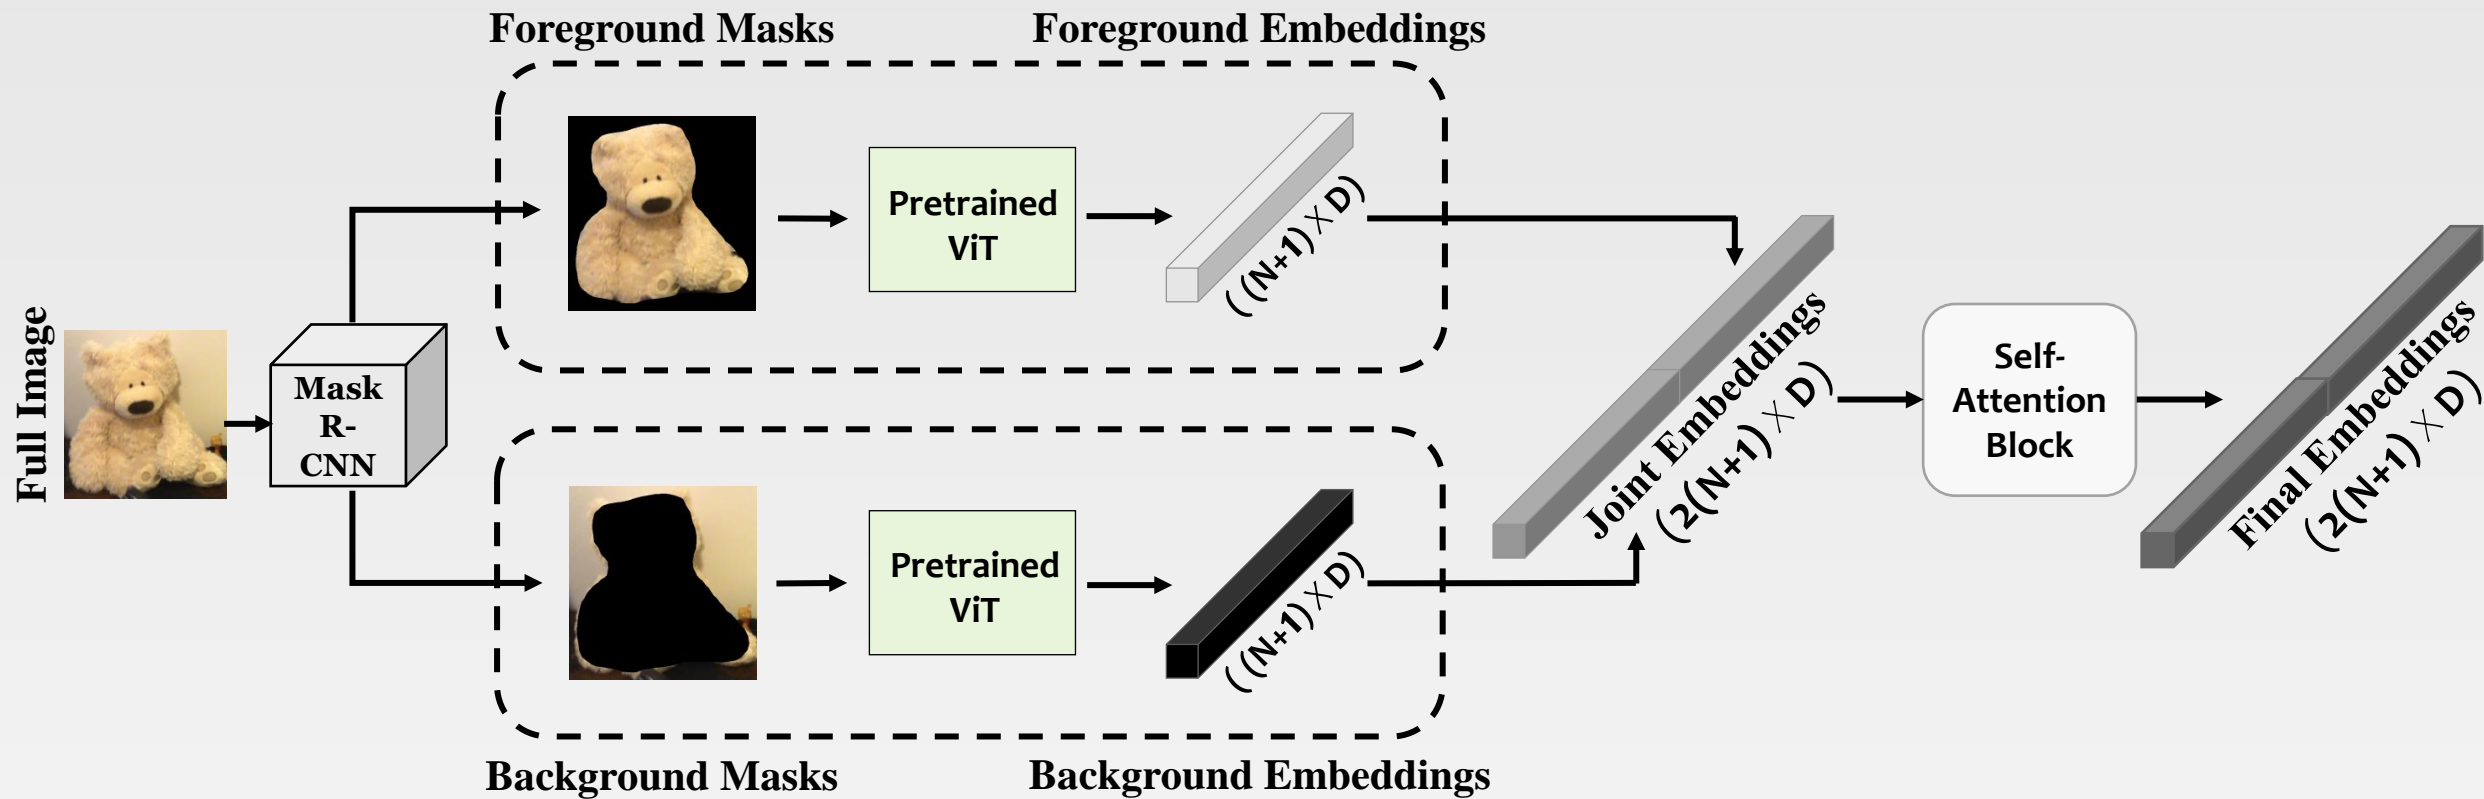 Foreground Masks
Foreground Embeddings
Full Image
Mask
R-
CNN
Pretrained
ViT
((N+1)×D)
Pretrained
ViT
((N+1)×D)
Background Masks
Background Embeddings
Joint Embeddings
(2(N+1)×D)
Self-
Attention
Block
Final Embeddings
(2(N+1)×D)